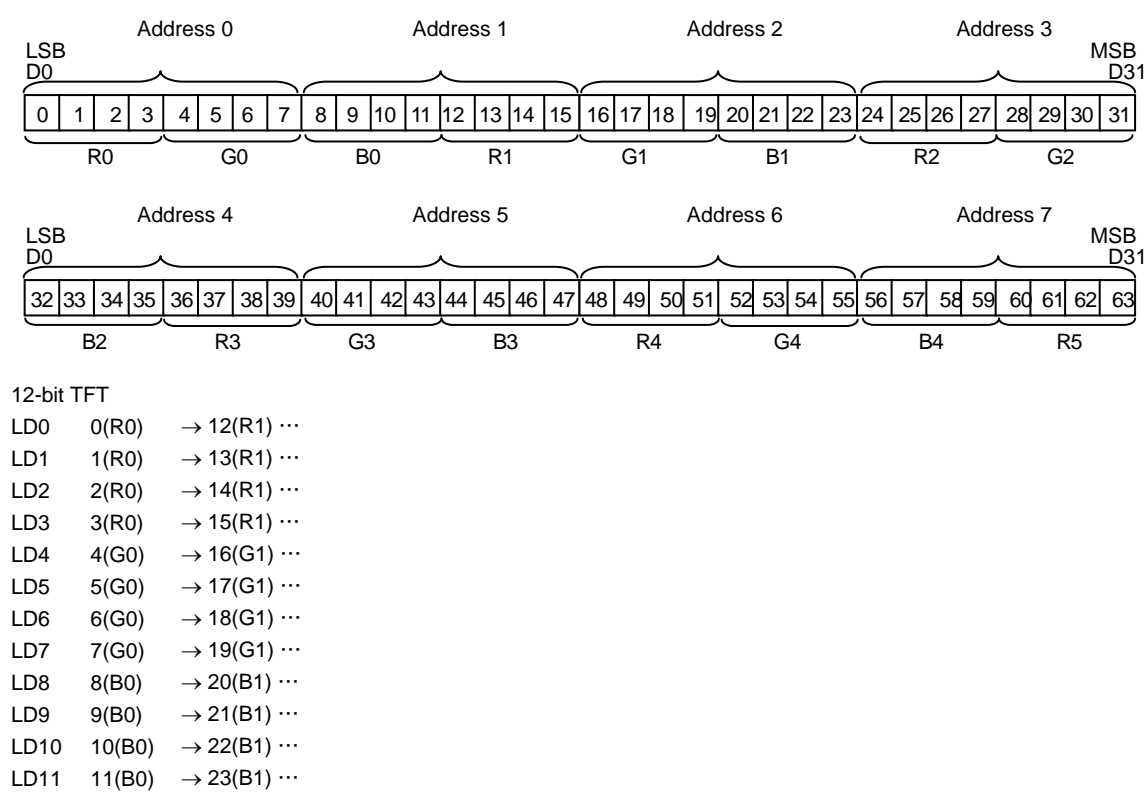 Address 0 Address 1 Address 2 Address 3
LSB MSB
D0 D31
0 1 2 3 4 5 6 7 8 9 10 11 12 13 14 15 16 17 18 19 20 21 22 23 24 25 26 27 28 29 30 31
R0 G0 B0 R1 G1 B1 R2 G2
Address 4 Address 5 Address 6 Address 7
LSB MSB
D0 D31
32 33 34 35 36 37 38 39 40 41 42 43 44 45 46 47 48 49 50 51 52 53 54 55 56 57 58 59 60 61 62 63
B2 R3 G3 B3 R4 G4 B4 R5
12-bit TFT
LD0 0(R0) → 12(R1) ⋯
LD1 1(R0) → 13(R1) ⋯
LD2 2(R0) → 14(R1) ⋯
LD3 3(R0) → 15(R1) ⋯
LD4 4(G0) → 16(G1) ⋯
LD5 5(G0) → 17(G1) ⋯
LD6 6(G0) → 18(G1) ⋯
LD7 7(G0) → 19(G1) ⋯
LD8 8(B0) → 20(B1) ⋯
LD9 9(B0) → 21(B1) ⋯
LD10 10(B0) → 22(B1) ⋯
LD11 11(B0) → 23(B1) ⋯